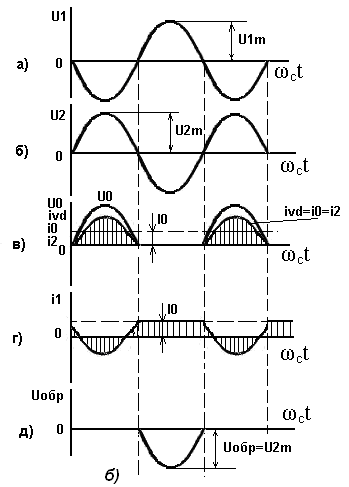 U1
U1m
а)
0
ωct
U2
U2m
б)
0
ωct
U0
ivd
i0
i2
U0
I0
ivd=i0=i2
в)
0
ωct
i1
I0
0
г)
ωct
Uобр
ωct
0
д)
Uобр=U2m
б)